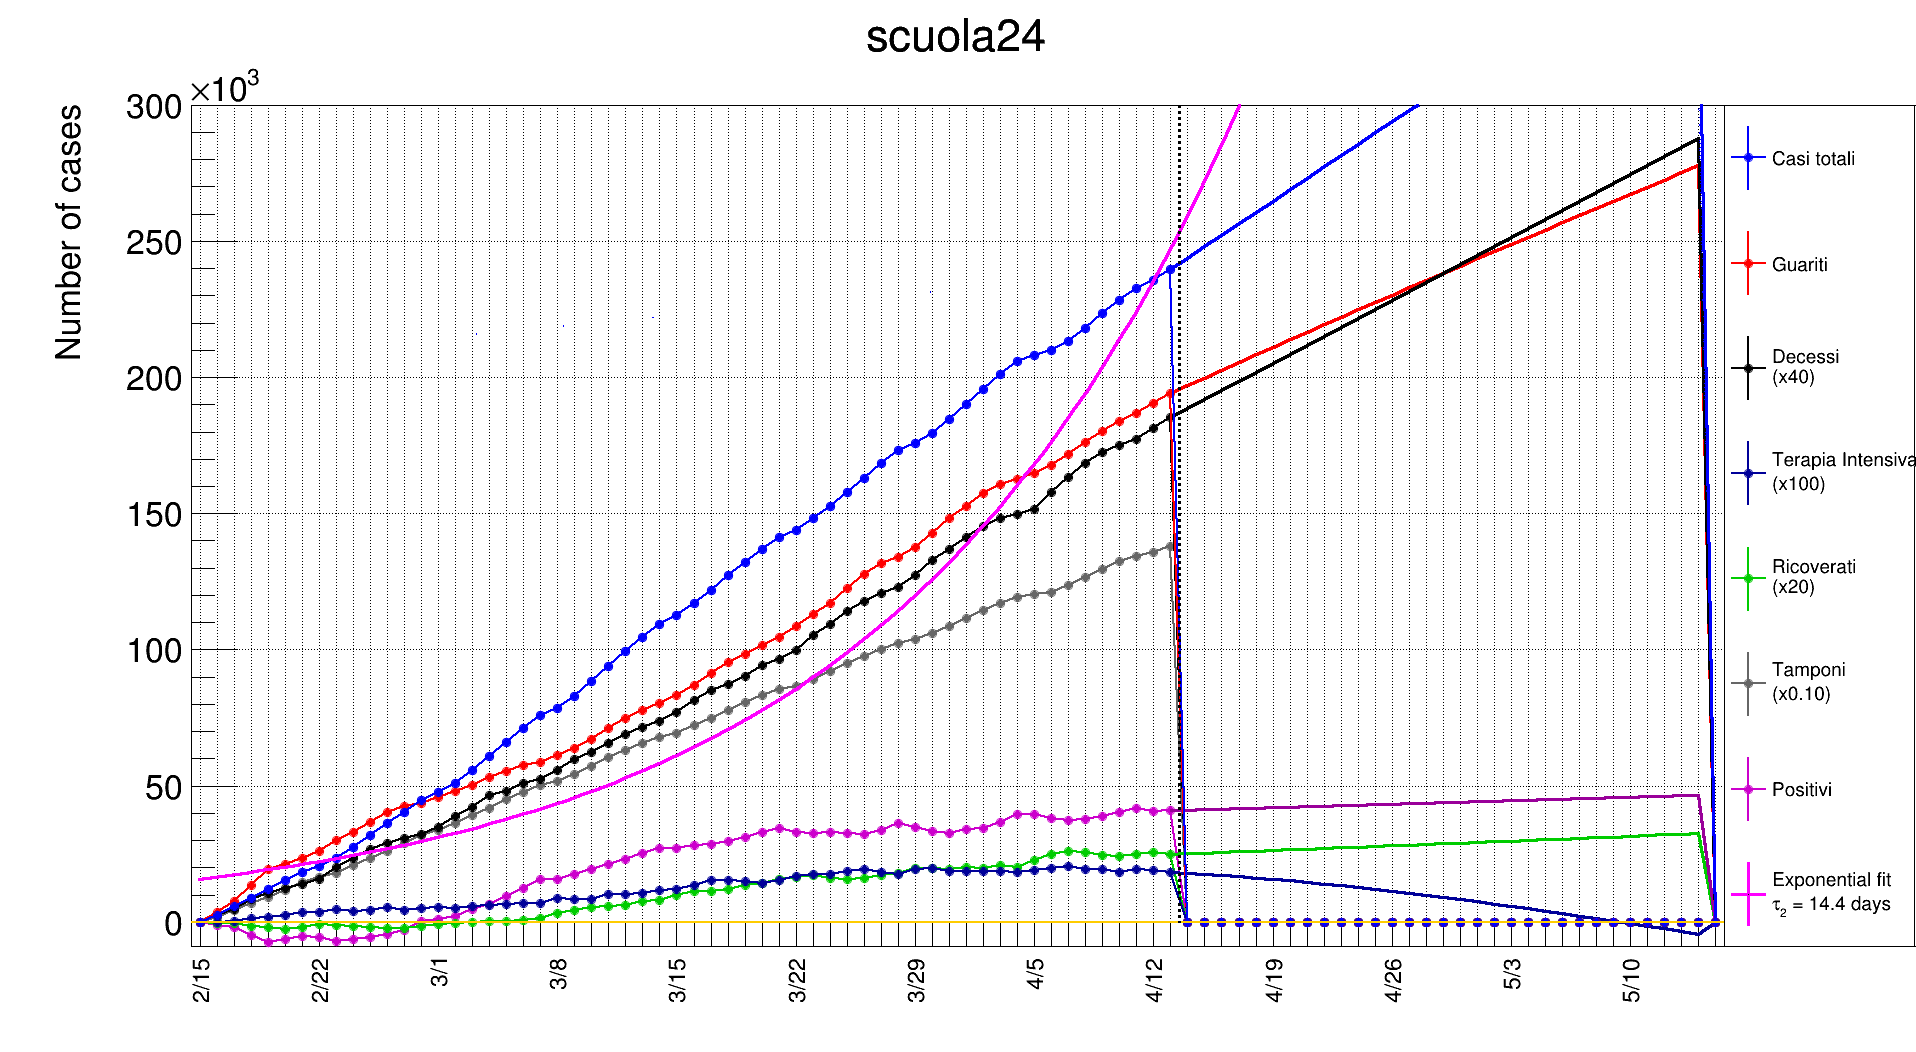 scuola24
×10³
Number of cases
300
250
200
150
100
50
0
2/15
2/22
3/1
3/8
3/15
3/22
3/29
4/5
4/12
4/19
4/26
5/3
5/10
Casi totali
Guariti
Decessi
(x40)
Terapia Intensiva
(x100)
Ricoverati
(x20)
Tamponi
(x0.10)
Positivi
Exponential fit
τ₂ = 14.4 days